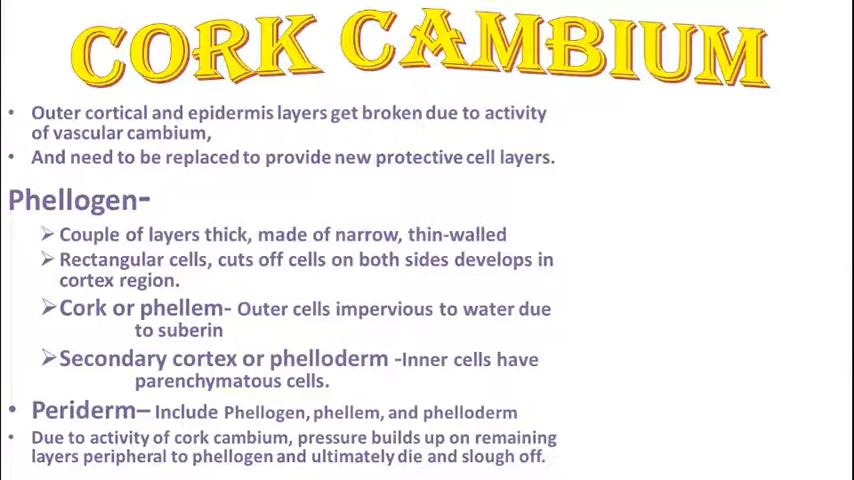 CORK CAMBIUM
• Outer cortical and epidermis layers get broken due to activity
of vascular cambium,
• And need to be replaced to provide new protective cell layers.
Phellogen-
➢ Couple of layers thick, made of narrow, thin-walled
➢ Rectangular cells, cuts off cells on both sides develops in
cortex region.
➢ Cork or phellem- Outer cells impervious to water due
to suberin
➢ Secondary cortex or phelloderm -Inner cells have
parenchymatous cells.
• Periderm– Include Phellogen, phellem, and phelloderm
• Due to activity of cork cambium, pressure builds up on remaining
layers peripheral to phellogen and ultimately die and slough off.